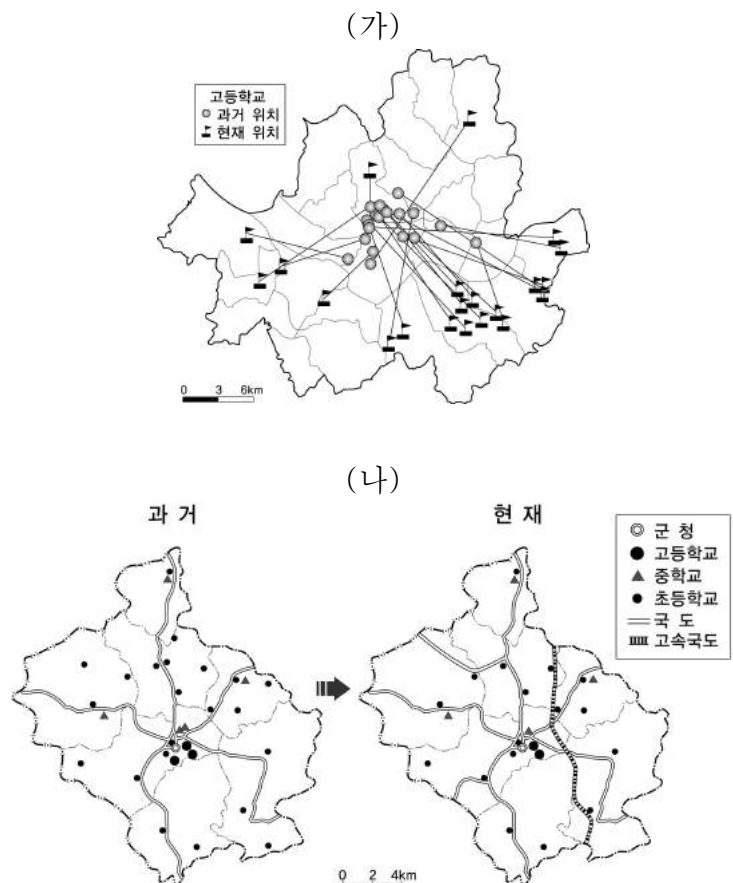 (가)
고등학교
과거 위치
현재 위치
0 3 6km
(나)
과 거
현 재
군 청
고등학교
중학교
초등학교
국 도
고속국도
0 2 4km